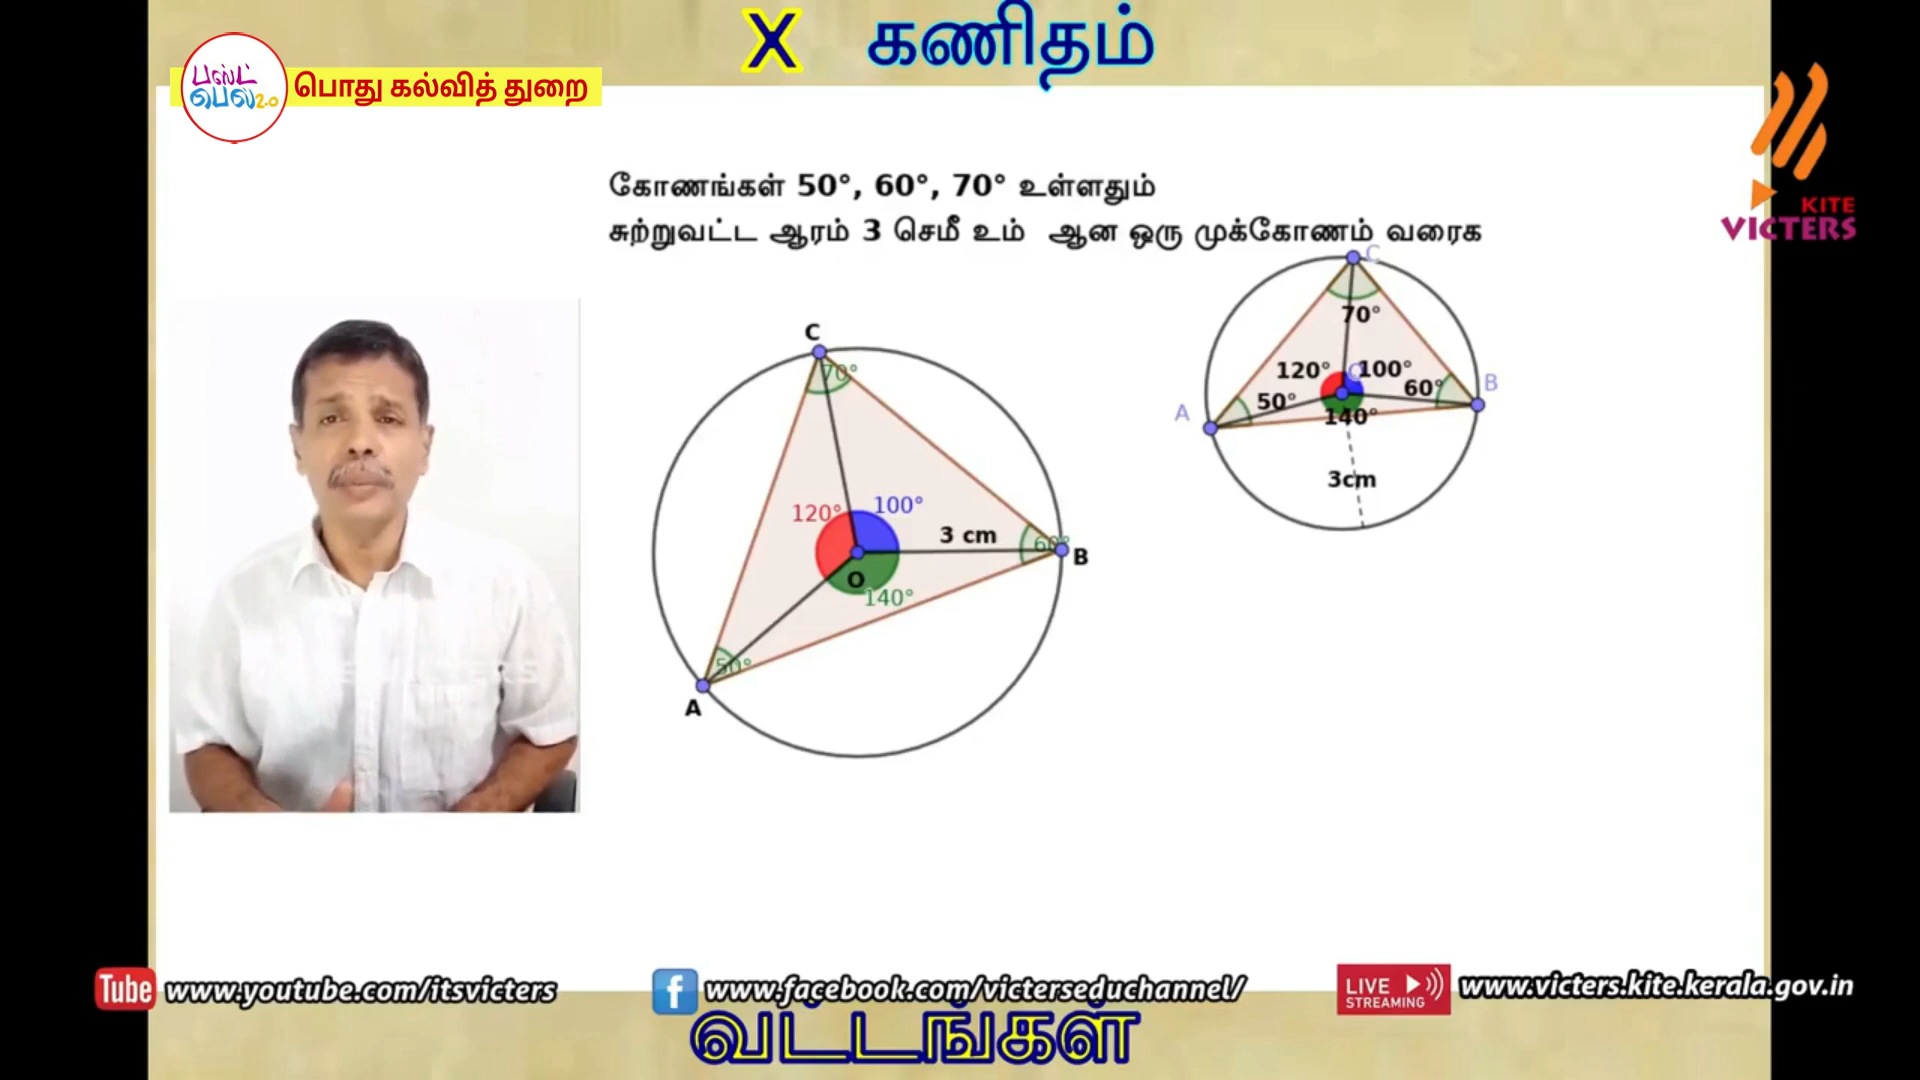 X கணிதம்
பஸ்ட்
பெல் 2.0
பொது கல்வித் துறை
KITE
VICTERS
கோணங்கள் 50°, 60°, 70° உள்ளதும்
சுற்றுவட்ட ஆரம் 3 செமீ உம் ஆன ஒரு முக்கோணம் வரைக
C
70°
120°
100°
3 cm
60°
B
O
140°
50°
A
C
70°
120°
100°
60°
B
A
50°
140°
3cm
Tube www.youtube.com/itsvicters
f www.facebook.com/victerseduchannel/
LIVE STREAMING www.victers.kite.kerala.gov.in
வட்டங்கள்